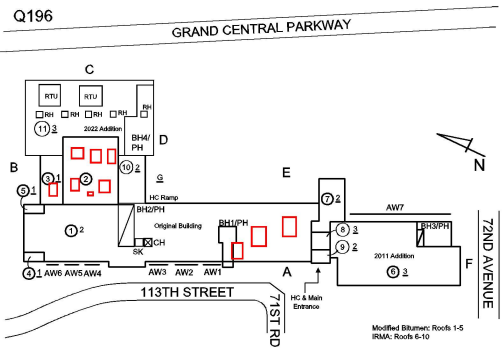 Q196
GRAND CENTRAL PARKWAY
C
RTU
RTU
RH
RH
RH
RH
RH
11 3
2022 Addition
BH4/
PH
D
10 2
B
3 1
2
G
5 1
HC Ramp
E
7 2
N
BH2/PH
1 2
Original Building
BH1/PH
AW7
8 3
BH3/PH
CH
SK
9 2
2011 Addition
6 3
F
72ND AVENUE
4 1
AW6
AW5
AW4
AW3
AW2
AW1
A
113TH STREET
71ST RD
HC & Main
Entrance
Modified Bitumen: Roofs 1-5
IRMA: Roofs 6-10